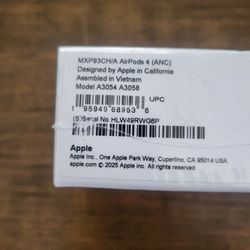 MXP93CH/A AirPods 4 (ANC)
Designed by Apple in California
Assmbled in Vietnam
Model A3054 A3058
UPC
1 95949 68953 6
(S)Serial No. HLW49RWG6P
Apple
Apple Inc., One Apple Park Way, Cupertino, CA 95014 USA
apple.com © 2025 Apple Inc. All rights reserved.